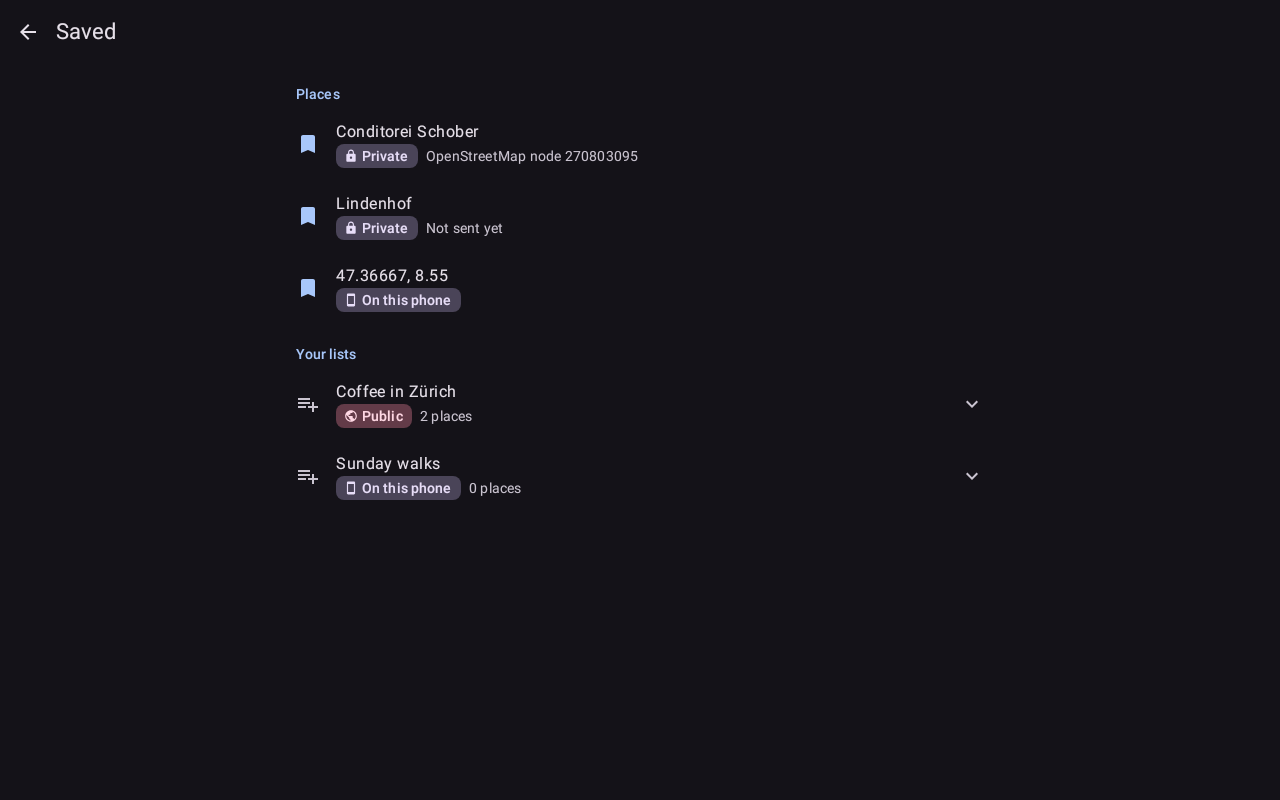 Saved
Places
Conditorei Schober
Private OpenStreetMap node 270803095
Lindenhof
Private Not sent yet
47.36667, 8.55
On this phone
Your lists
Coffee in Zürich
Public 2 places
Sunday walks
On this phone 0 places